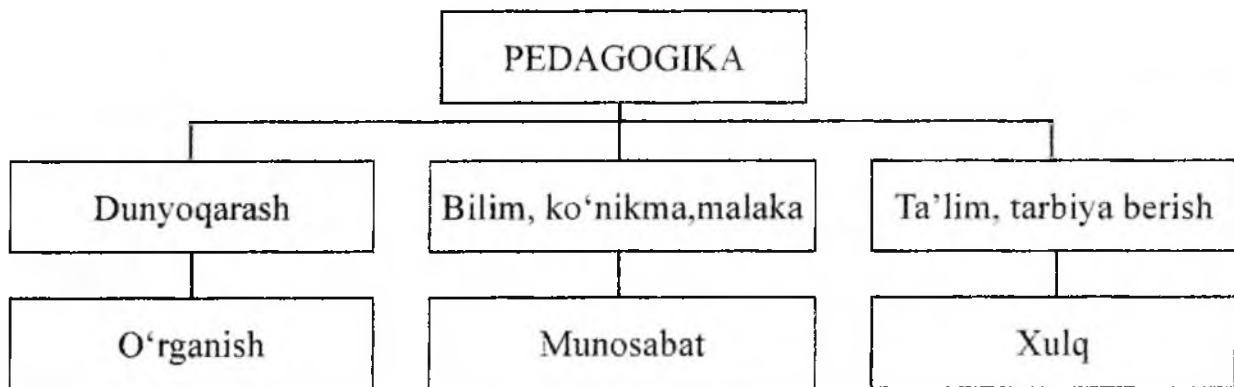 PEDAGOGIKA
Dunyoqarash
Bilim, ko‘nikma,malaka
Ta’lim, tarbiya berish
O‘rganish
Munosabat
Xulq